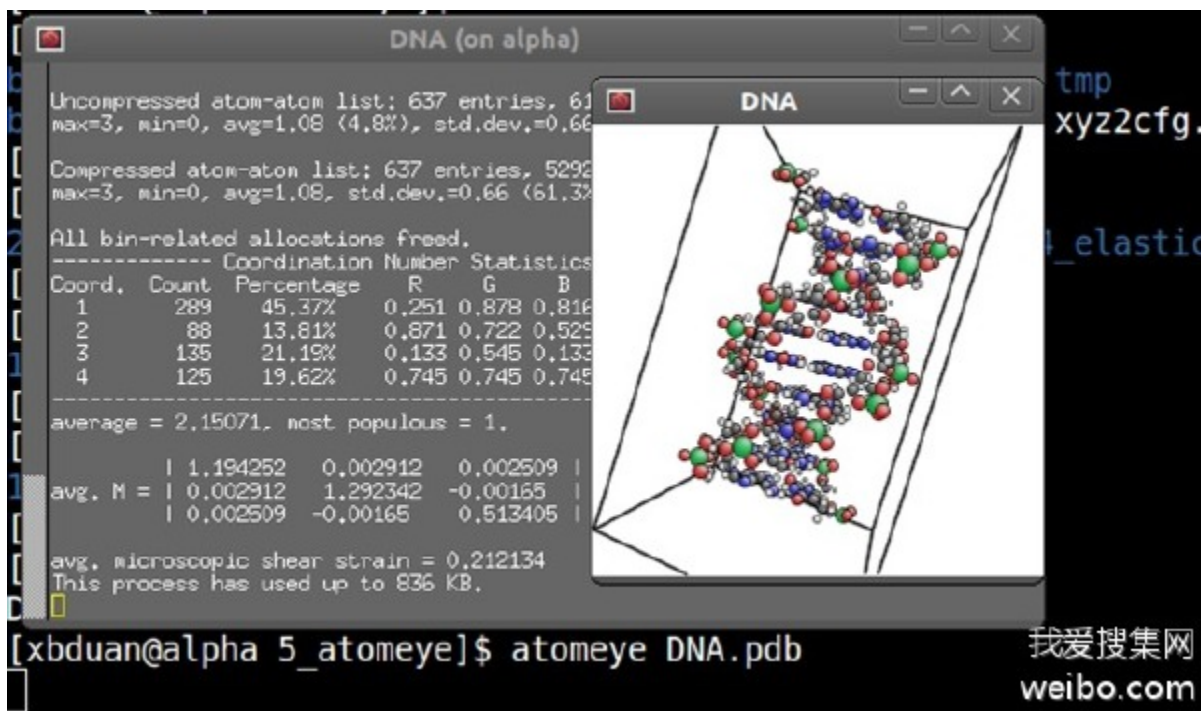 DNA (on alpha)
DNA
tmp
xyz2cfg.
4_elastic
Uncompressed atom-atom list: 637 entries, 61
max=3, min=0, avg=1.08 (4.8%), std.dev.=0.66
Compressed atom-atom list: 637 entries, 5292
max=3, min=0, avg=1.08, std.dev.=0.66 (61.3%
All bin-related allocations freed.
------------- Coordination Number Statistics
Coord. Count Percentage R G B
1 289 45.37% 0.251 0.878 0.816
2 88 13.81% 0.871 0.722 0.529
3 135 21.19% 0.133 0.545 0.133
4 125 19.62% 0.745 0.745 0.745
average = 2.15071, most populous = 1.
| 1.194252 0.002912 0.002509 |
avg. M = | 0.002912 1.292342 -0.00165 |
| 0.002509 -0.00165 0.513405 |
avg. microscopic shear strain = 0.212134
This process has used up to 836 KB.
[xbduan@alpha 5_atomeye]$ atomeye DNA.pdb
我爱搜集网
weibo.com